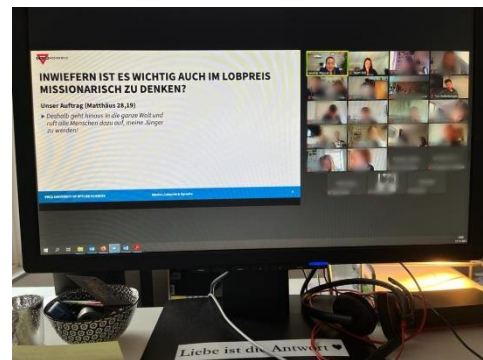 INWIEFERN IST ES WICHTIG AUCH IM LOBPREIS
MISSIONARISCH ZU DENKEN?
Unser Auftrag (Matthäus 28,19)
Deshalb geht hinaus in die ganze Welt und
ruft alle Menschen dazu auf, meine Jünger
zu werden!
Liebe ist die Antwort ♥